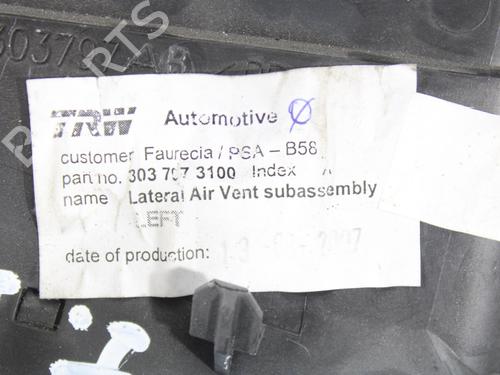 TRW Automotive
customer Faurecia / PSA – B58
part no. 303 707 3100 Index A
name Lateral Air Vent subassembly
LEFT
date of production: